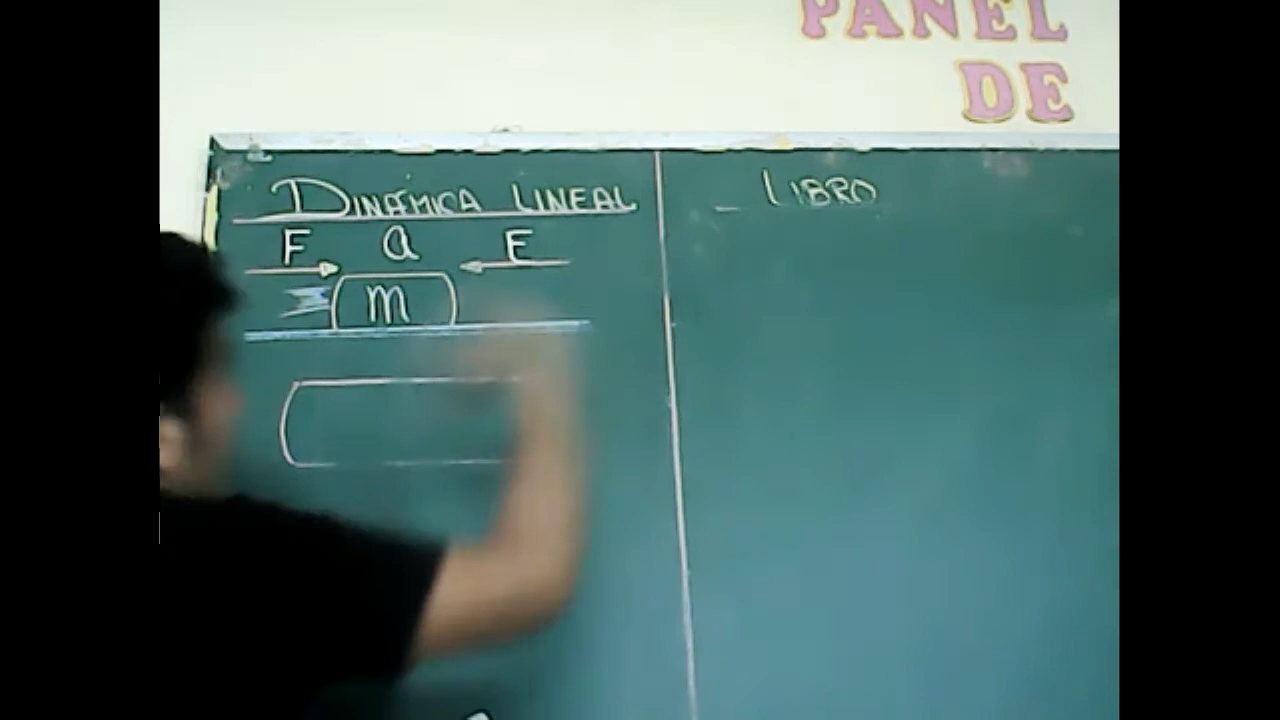 PANEL
DE
DINÁMICA LINEAL
F a F
m
- LIBRO